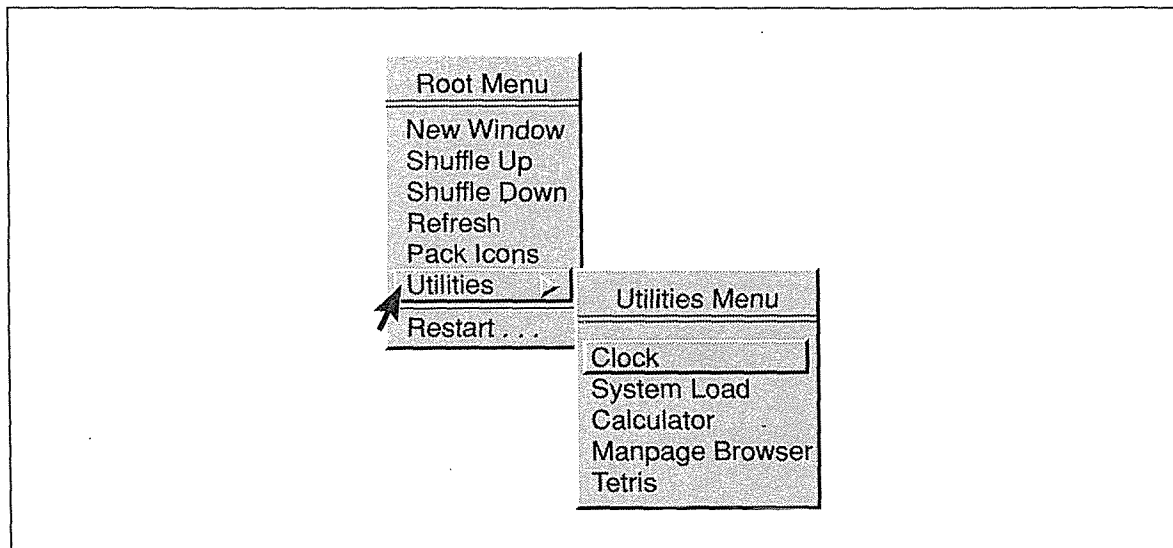 Root Menu
New Window
Shuffle Up
Shuffle Down
Refresh
Pack Icons
Utilities
Restart . . .
Utilities Menu
Clock
System Load
Calculator
Manpage Browser
Tetris